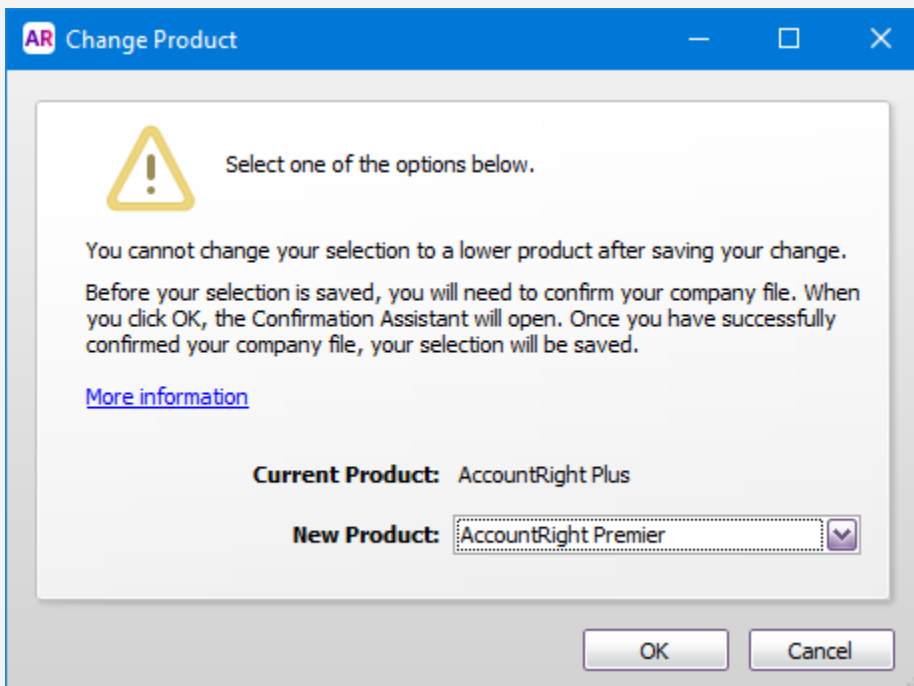 AR Change Product
Select one of the options below.
You cannot change your selection to a lower product after saving your change.
Before your selection is saved, you will need to confirm your company file. When
you click OK, the Confirmation Assistant will open. Once you have successfully
confirmed your company file, your selection will be saved.
More information
Current Product: AccountRight Plus
New Product: AccountRight Premier
OK Cancel